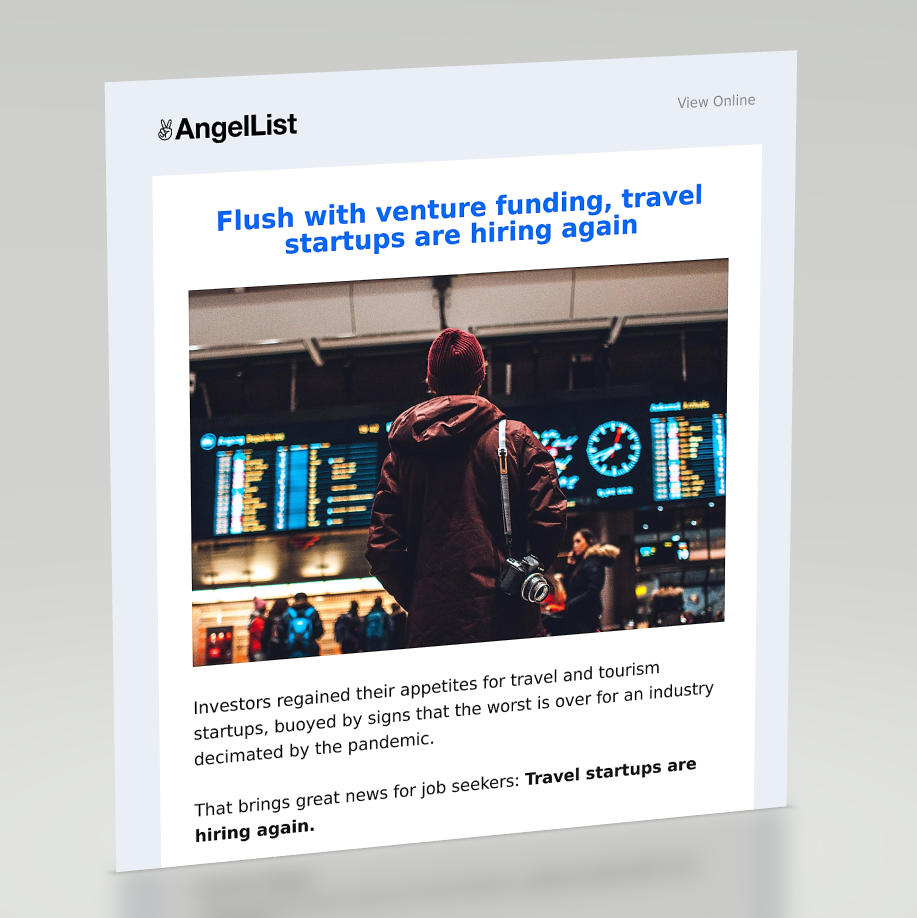 AngelList
View Online
Flush with venture funding, travel
startups are hiring again
Investors regained their appetites for travel and tourism
startups, buoyed by signs that the worst is over for an industry
decimated by the pandemic.
That brings great news for job seekers: Travel startups are
hiring again.